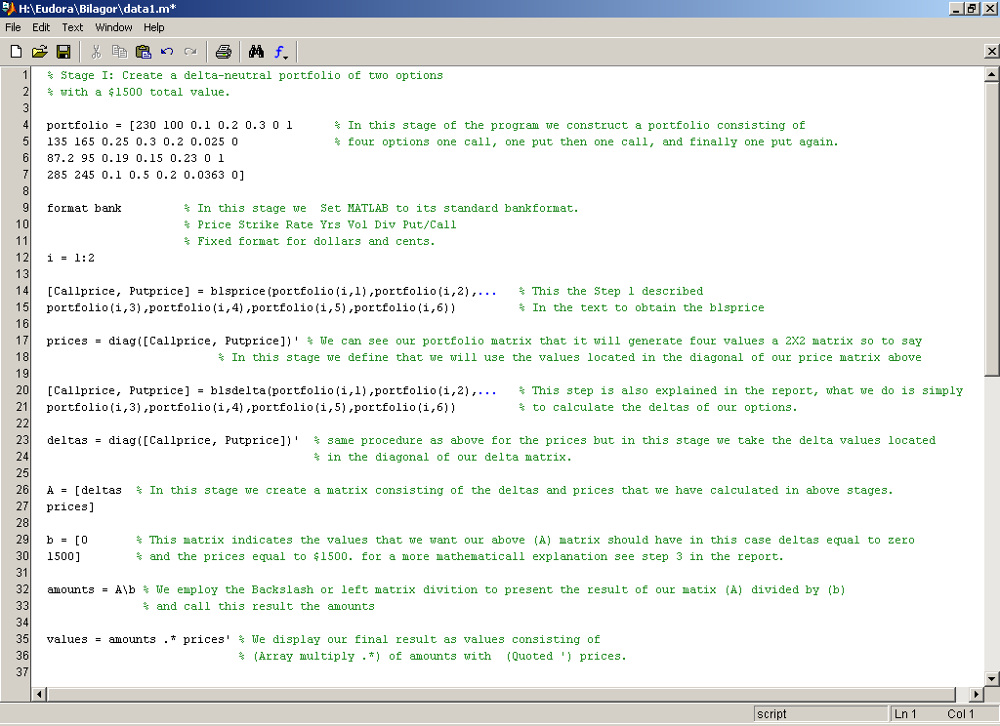 H:\Eudora\Bilagor\data1.m*
File Edit Text Window Help
1 % Stage I: Create a delta-neutral portfolio of two options
2 % with a $1500 total value.
3
4 portfolio = [230 100 0.1 0.2 0.3 0 1 % In this stage of the program we construct a portfolio consisting of
5 135 165 0.25 0.3 0.2 0.025 0 % four options one call, one put then one call, and finally one put again.
6 87.2 95 0.19 0.15 0.23 0 1
7 285 245 0.1 0.5 0.2 0.0363 0]
8
9 format bank % In this stage we  Set MATLAB to its standard bankformat.
10 % Price Strike Rate Yrs Vol Div Put/Call
11 % Fixed format for dollars and cents.
12 i = 1:2
13
14 [Callprice, Putprice] = blsprice(portfolio(i,1),portfolio(i,2),... % This the Step 1 described
15 portfolio(i,3),portfolio(i,4),portfolio(i,5),portfolio(i,6)) % In the text to obtain the blsprice
16
17 prices = diag([Callprice, Putprice])' % We can see our portfolio matrix that it will generate four values a 2X2 matrix so to say
18 % In this stage we define that we will use the values located in the diagonal of our price matrix above
19
20 [Callprice, Putprice] = blsdelta(portfolio(i,1),portfolio(i,2),... % This step is also explained in the report, what we do is simply
21 portfolio(i,3),portfolio(i,4),portfolio(i,5),portfolio(i,6)) % to calculate the deltas of our options.
22
23 deltas = diag([Callprice, Putprice])' % same procedure as above for the prices but in this stage we take the delta values located
24 % in the diagonal of our delta matrix.
25
26 A = [deltas % In this stage we create a matrix consisting of the deltas and prices that we have calculated in above stages.
27 prices]
28
29 b = [0 % This matrix indicates the values that we want our above (A) matrix should have in this case deltas equal to zero
30 1500] % and the prices equal to $1500. for a more mathematicall explanation see step 3 in the report.
31
32 amounts = A\b % We employ the Backslash or left matrix divition to present the result of our matix (A) divided by (b)
33 % and call this result the amounts
34
35 values = amounts .* prices' % We display our final result as values consisting of
36 % (Array multiply .*) of amounts with  (Quoted ') prices.
37
script Ln 1 Col 1